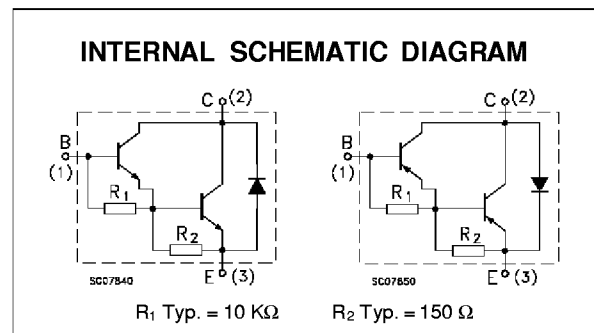 INTERNAL SCHEMATIC DIAGRAM
C (2)
B
(1)
R1
R2
E (3)
SC07840
C (2)
B
(1)
R1
R2
E (3)
SC07850
R1 Typ. = 10 KΩ R2 Typ. = 150 Ω